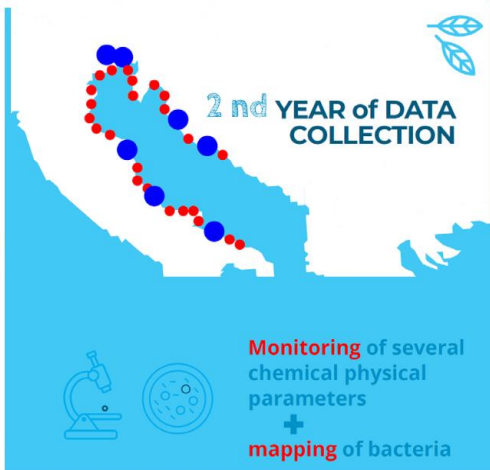 2 nd YEAR of DATA
COLLECTION
Monitoring of several
chemical physical
parameters
+
mapping of bacteria